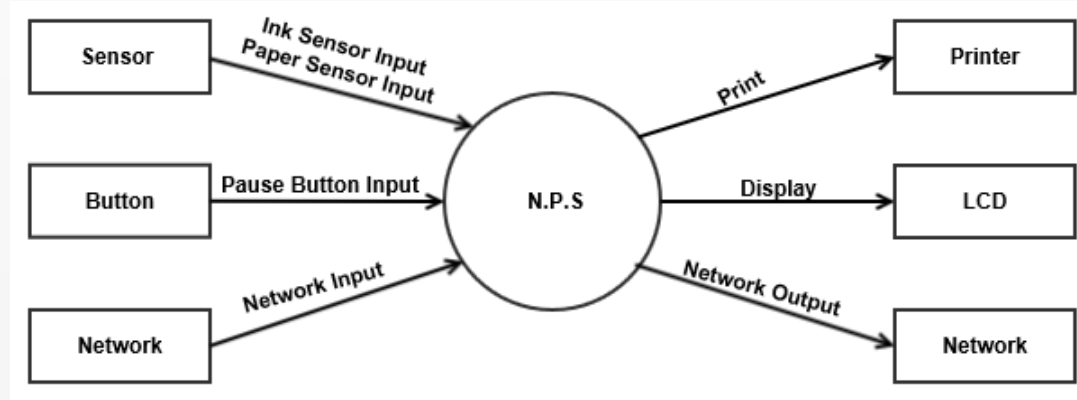 Sensor
Ink Sensor Input
Paper Sensor Input
Print
Printer
Button
Pause Button Input
N.P.S
Display
LCD
Network
Network Input
Network Output
Network